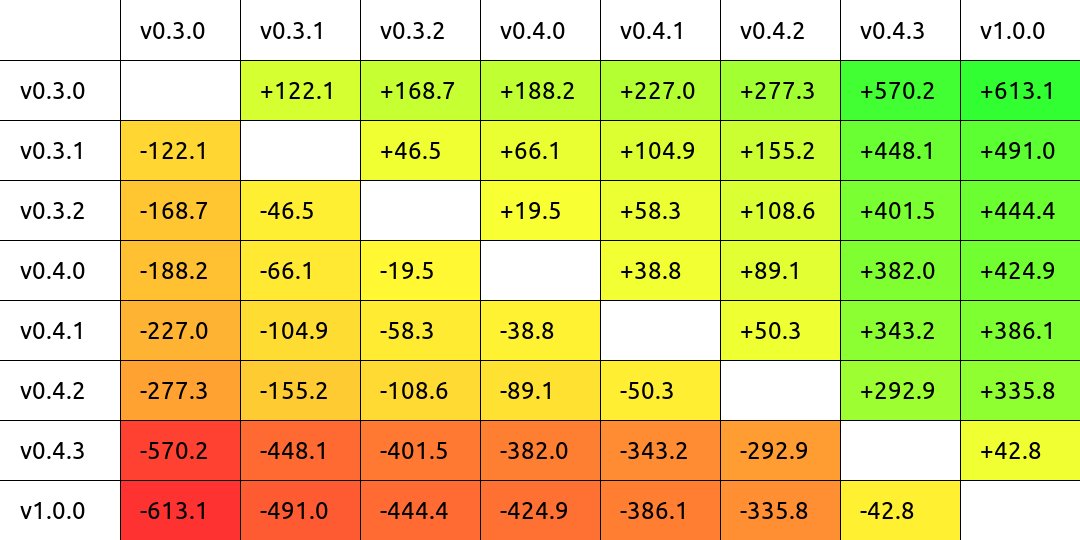 v0.3.0 v0.3.1 v0.3.2 v0.4.0 v0.4.1 v0.4.2 v0.4.3 v1.0.0
v0.3.0 +122.1 +168.7 +188.2 +227.0 +277.3 +570.2 +613.1
v0.3.1 -122.1 +46.5 +66.1 +104.9 +155.2 +448.1 +491.0
v0.3.2 -168.7 -46.5 +19.5 +58.3 +108.6 +401.5 +444.4
v0.4.0 -188.2 -66.1 -19.5 +38.8 +89.1 +382.0 +424.9
v0.4.1 -227.0 -104.9 -58.3 -38.8 +50.3 +343.2 +386.1
v0.4.2 -277.3 -155.2 -108.6 -89.1 -50.3 +292.9 +335.8
v0.4.3 -570.2 -448.1 -401.5 -382.0 -343.2 -292.9 +42.8
v1.0.0 -613.1 -491.0 -444.4 -424.9 -386.1 -335.8 -42.8